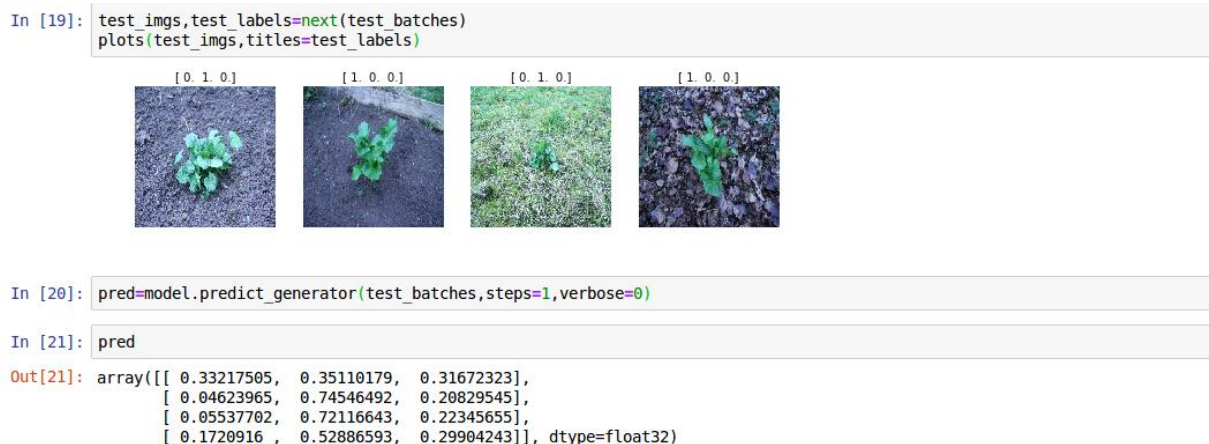 In [19]: test_imgs,test_labels=next(test_batches)
plots(test_imgs,titles=test_labels)
[ 0. 1. 0.] [ 1. 0. 0.] [ 0. 1. 0.] [ 1. 0. 0.]
In [20]: pred=model.predict_generator(test_batches,steps=1,verbose=0)
In [21]: pred
Out[21]: array([[ 0.33217505, 0.35110179, 0.31672323],
[ 0.04623965, 0.74546492, 0.20829545],
[ 0.05537702, 0.72116643, 0.22345655],
[ 0.1720916 , 0.52886593, 0.29904243]], dtype=float32)